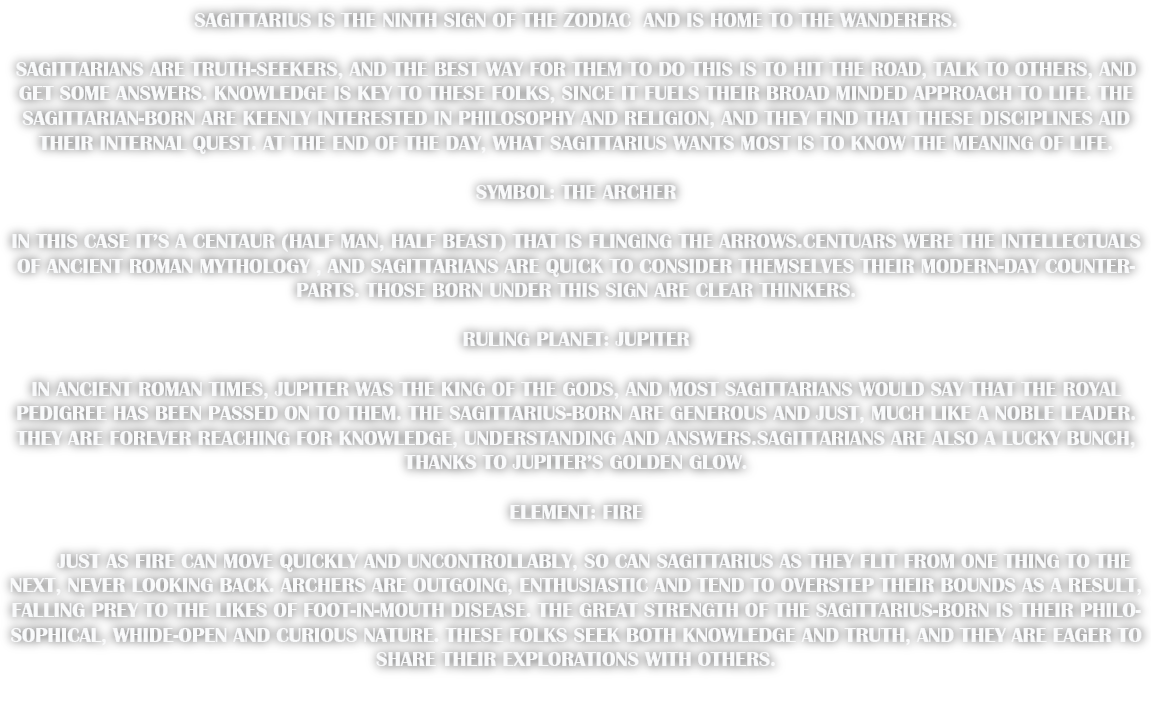 SAGITTARIUS IS THE NINTH SIGN OF THE ZODIAC AND IS HOME TO THE WANDERERS.
SAGITTARIANS ARE TRUTH-SEEKERS, AND THE BEST WAY FOR THEM TO DO THIS IS TO HIT THE ROAD, TALK TO OTHERS, AND
GET SOME ANSWERS. KNOWLEDGE IS KEY TO THESE FOLKS, SINCE IT FUELS THEIR BROAD MINDED APPROACH TO LIFE. THE
SAGITTARIAN-BORN ARE KEENLY INTERESTED IN PHILOSOPHY AND RELIGION, AND THEY FIND THAT THESE DISCIPLINES AID
THEIR INTERNAL QUEST. AT THE END OF THE DAY, WHAT SAGITTARIUS WANTS MOST IS TO KNOW THE MEANING OF LIFE.
SYMBOL: THE ARCHER
IN THIS CASE IT'S A CENTAUR (HALF MAN, HALF BEAST) THAT IS FLINGING THE ARROWS.CENTUARS WERE THE INTELLECTUALS
OF ANCIENT ROMAN MYTHOLOGY , AND SAGITTARIANS ARE QUICK TO CONSIDER THEMSELVES THEIR MODERN-DAY COUNTER-
PARTS. THOSE BORN UNDER THIS SIGN ARE CLEAR THINKERS.
RULING PLANET: JUPITER
IN ANCIENT ROMAN TIMES, JUPITER WAS THE KING OF THE GODS, AND MOST SAGITTARIANS WOULD SAY THAT THE ROYAL
PEDIGREE HAS BEEN PASSED ON TO THEM. THE SAGITTARIUS-BORN ARE GENEROUS AND JUST, MUCH LIKE A NOBLE LEADER.
THEY ARE FOREVER REACHING FOR KNOWLEDGE, UNDERSTANDING AND ANSWERS.SAGITTARIANS ARE ALSO A LUCKY BUNCH,
THANKS TO JUPITER'S GOLDEN GLOW.
ELEMENT: FIRE
JUST AS FIRE CAN MOVE QUICKLY AND UNCONTROLLABLY, SO CAN SAGITTARIUS AS THEY FLIT FROM ONE THING TO THE
NEXT, NEVER LOOKING BACK. ARCHERS ARE OUTGOING, ENTHUSIASTIC AND TEND TO OVERSTEP THEIR BOUNDS AS A RESULT,
FALLING PREY TO THE LIKES OF FOOT-IN-MOUTH DISEASE. THE GREAT STRENGTH OF THE SAGITTARIUS-BORN IS THEIR PHILO-
SOPHICAL, WHIDE-OPEN AND CURIOUS NATURE. THESE FOLKS SEEK BOTH KNOWLEDGE AND TRUTH, AND THEY ARE EAGER TO
SHARE THEIR EXPLORATIONS WITH OTHERS.